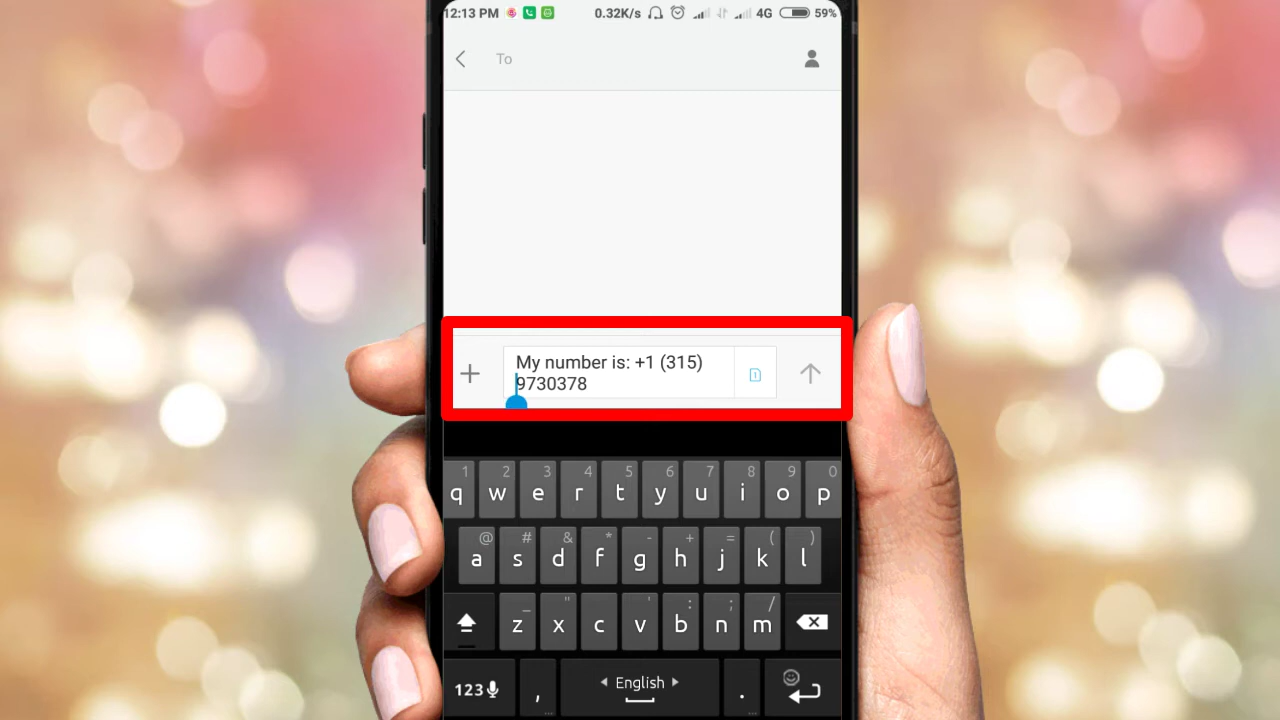 12:13 PM 0.32K/s 4G 59%
To
My number is: +1 (315)
9730378
1
1 2 3 4 5 6 7 8 9 0
q w e r t y u i o p
@ # & * - + = ( )
a s d f g h j k l
_ " ' : ; /
z x c v b n m
123 , English .